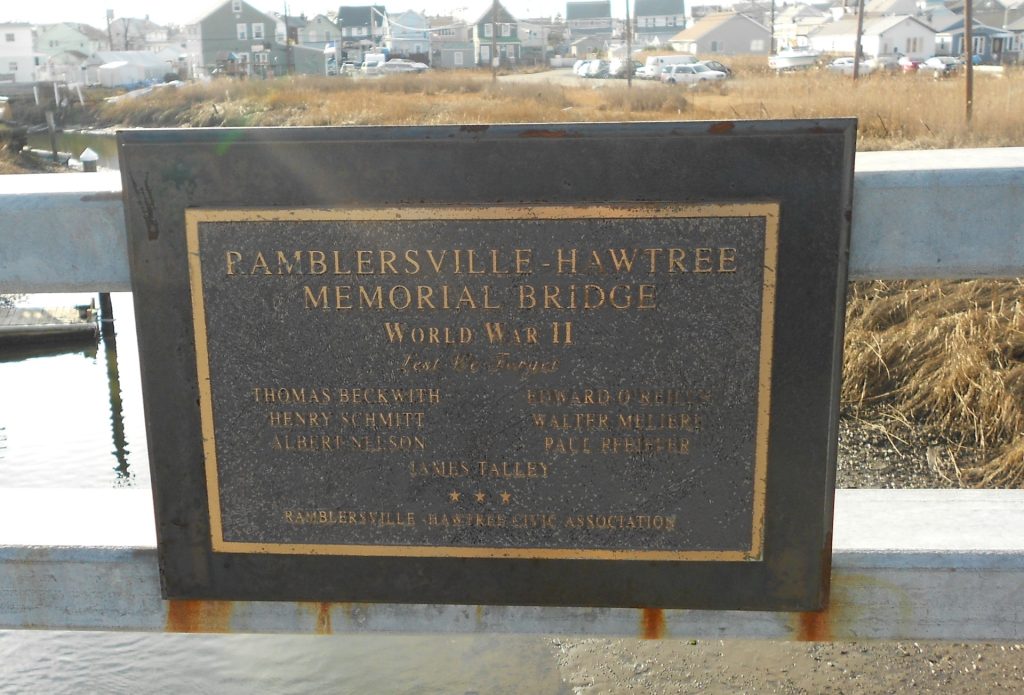 RAMBLERSVILLE-HAWTREE
MEMORIAL BRIDGE
WORLD WAR II
Lest We Forget
THOMAS BECKWITH EDWARD O'REILLY
HENRY SCHMITT WALTER MELIERE
ALBERT NELSON PAUL PFEIFFER
JAMES TALLEY
RAMBLERSVILLE-HAWTREE CIVIC ASSOCIATION